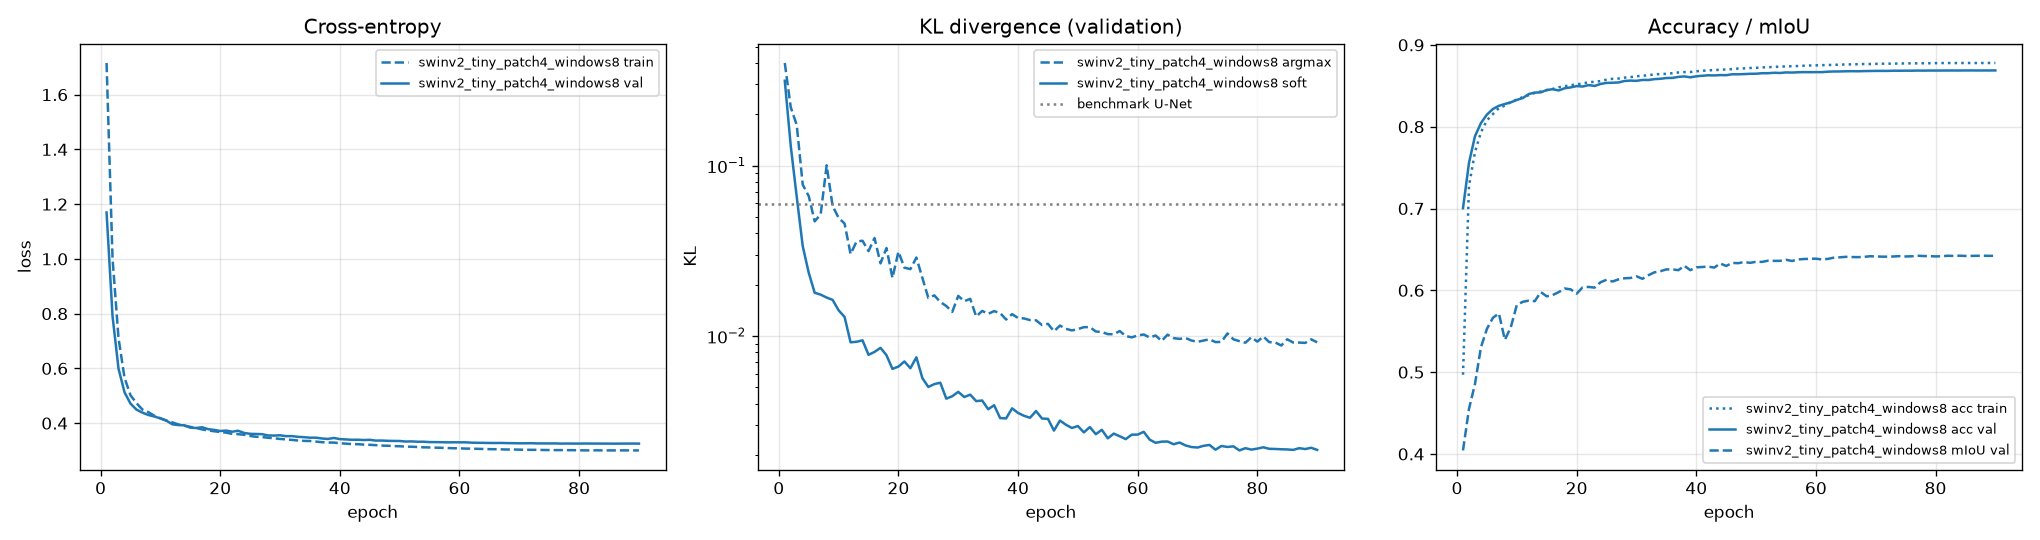 Cross-entropy
loss
1.6
1.4
1.2
1.0
0.8
0.6
0.4
0 20 40 60 80
epoch
swinv2_tiny_patch4_windows8 train
swinv2_tiny_patch4_windows8 val
KL divergence (validation)
KL
10⁻¹
10⁻²
0 20 40 60 80
epoch
swinv2_tiny_patch4_windows8 argmax
swinv2_tiny_patch4_windows8 soft
benchmark U-Net
Accuracy / mIoU
0.9
0.8
0.7
0.6
0.5
0.4
0 20 40 60 80
epoch
swinv2_tiny_patch4_windows8 acc train
swinv2_tiny_patch4_windows8 acc val
swinv2_tiny_patch4_windows8 mIoU val